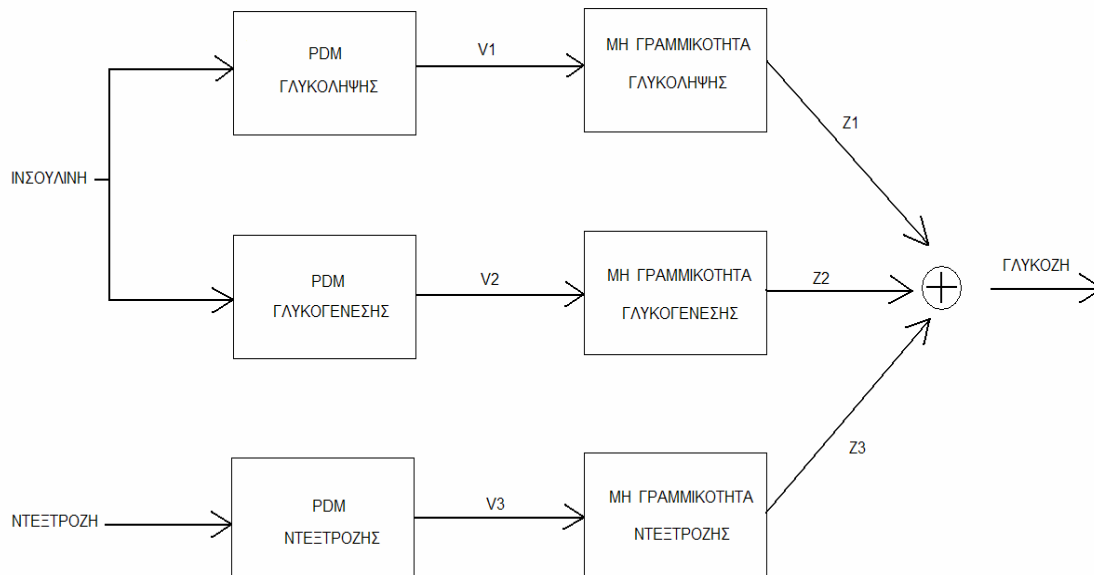 PDM
ΓΛΥΚΟΛΗΨΗΣ
V1
ΜΗ ΓΡΑΜΜΙΚΟΤΗΤΑ
ΓΛΥΚΟΛΗΨΗΣ
Z1
ΙΝΣΟΥΛΙΝΗ
PDM
ΓΛΥΚΟΓΕΝΕΣΗΣ
V2
ΜΗ ΓΡΑΜΜΙΚΟΤΗΤΑ
ΓΛΥΚΟΓΕΝΕΣΗΣ
Z2
ΓΛΥΚΟΖΗ
ΝΤΕΞΤΡΟΖΗ
PDM
ΝΤΕΞΤΡΟΖΗΣ
V3
ΜΗ ΓΡΑΜΜΙΚΟΤΗΤΑ
ΝΤΕΞΤΡΟΖΗΣ
Z3